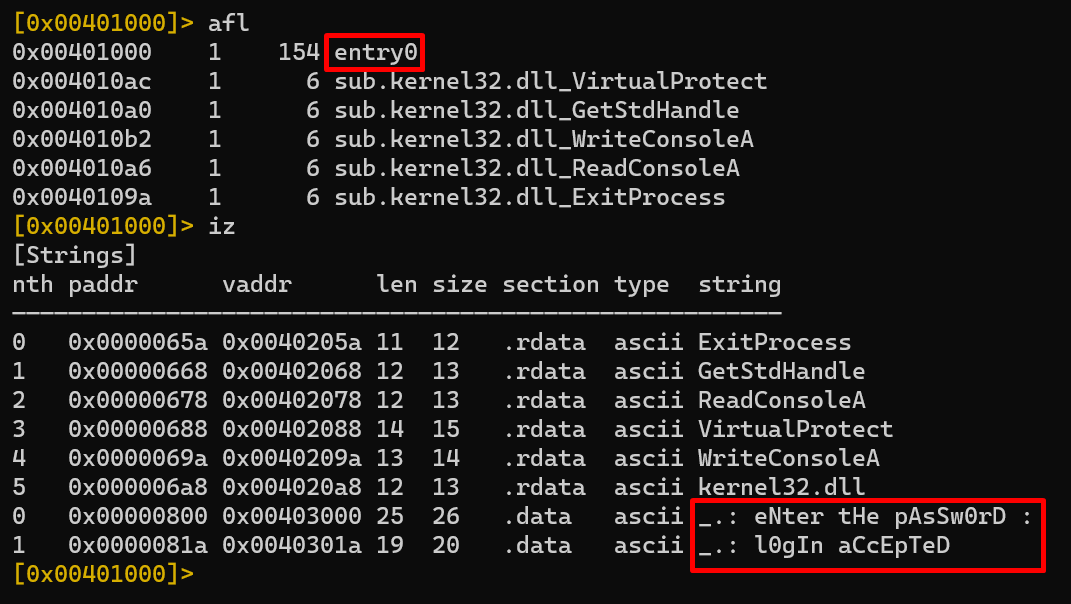 [0x00401000]> afl
0x00401000    1    154 entry0
0x004010ac    1      6 sub.kernel32.dll_VirtualProtect
0x004010a0    1      6 sub.kernel32.dll_GetStdHandle
0x004010b2    1      6 sub.kernel32.dll_WriteConsoleA
0x004010a6    1      6 sub.kernel32.dll_ReadConsoleA
0x0040109a    1      6 sub.kernel32.dll_ExitProcess
[0x00401000]> iz
[Strings]
nth paddr      vaddr      len size section type  string
0   0x0000065a 0x0040205a 11  12   .rdata  ascii ExitProcess
1   0x00000668 0x00402068 12  13   .rdata  ascii GetStdHandle
2   0x00000678 0x00402078 12  13   .rdata  ascii ReadConsoleA
3   0x00000688 0x00402088 14  15   .rdata  ascii VirtualProtect
4   0x0000069a 0x0040209a 13  14   .rdata  ascii WriteConsoleA
5   0x000006a8 0x004020a8 12  13   .rdata  ascii kernel32.dll
0   0x00000800 0x00403000 25  26   .data   ascii _.: eNter tHe pAsSw0rD :
1   0x0000081a 0x0040301a 19  20   .data   ascii _.: l0gIn aCcEpTeD
[0x00401000]>